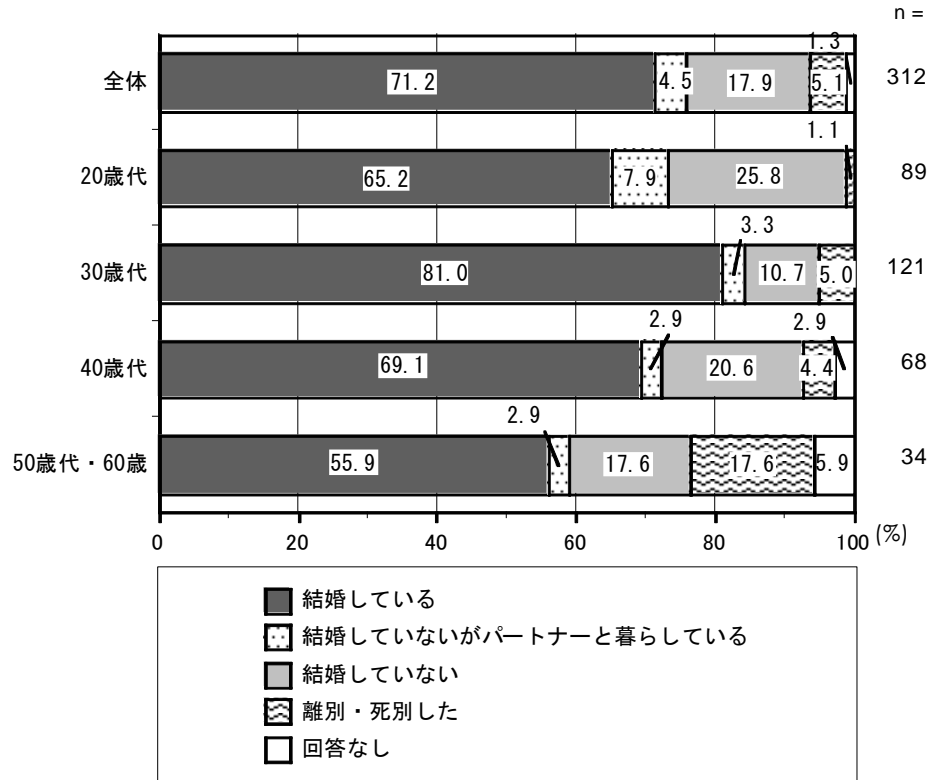 n =
1.3
全体 71.2 4.5 17.9 5.1 312
1.1
20歳代 65.2 7.9 25.8 89
3.3
30歳代 81.0 10.7 5.0 121
2.9 2.9
40歳代 69.1 20.6 4.4 68
2.9
50歳代・60歳 55.9 17.6 17.6 5.9 34
0 20 40 60 80 100 (%)
結婚している
結婚していないがパートナーと暮らしている
結婚していない
離別・死別した
回答なし